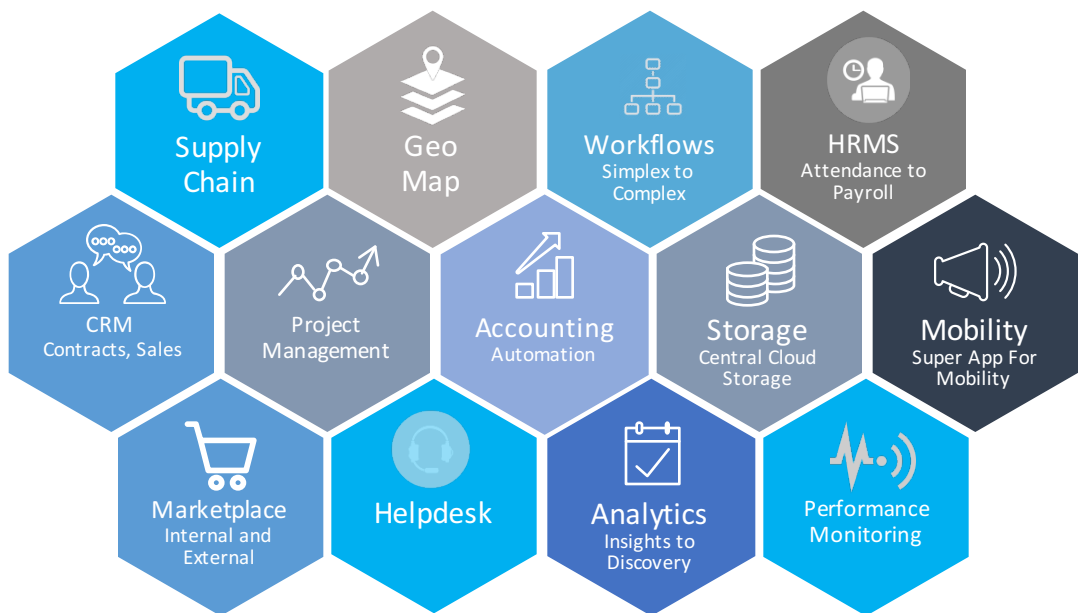 Supply
Chain
Geo
Map
Workflows
Simplex to
Complex
HRMS
Attendance to
Payroll
CRM
Contracts, Sales
Project
Management
Accounting
Automation
Storage
Central Cloud
Storage
Mobility
Super App For
Mobility
Marketplace
Internal and
External
Helpdesk
Analytics
Insights to
Discovery
Performance
Monitoring